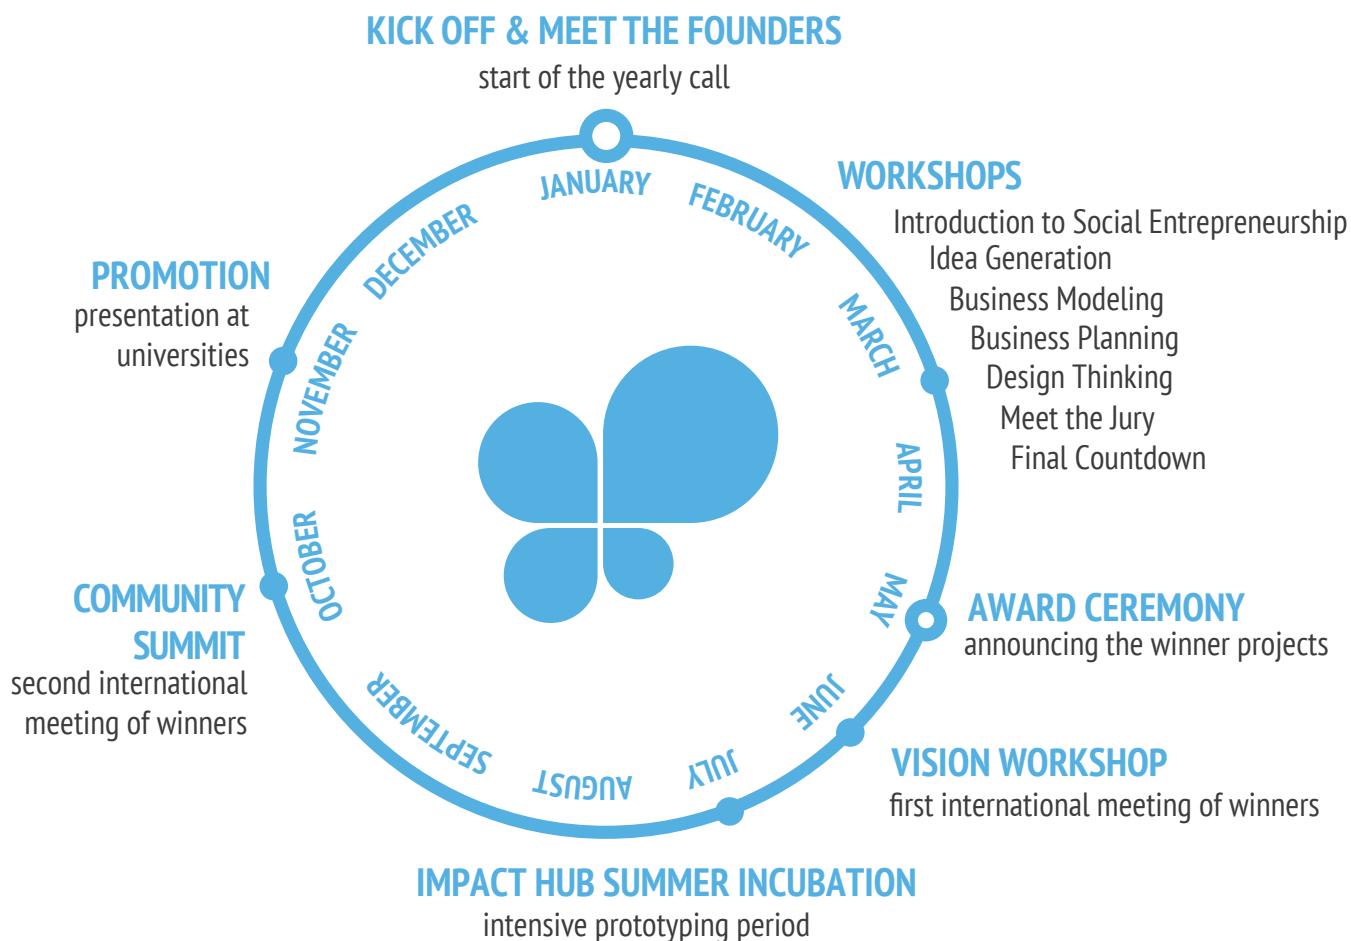 KICK OFF & MEET THE FOUNDERS
start of the yearly call
JANUARY
FEBRUARY
MARCH
APRIL
MAY
JUNE
JULY
AUGUST
SEPTEMBER
OCTOBER
NOVEMBER
DECEMBER
WORKSHOPS
Introduction to Social Entrepreneurship
Idea Generation
Business Modeling
Business Planning
Design Thinking
Meet the Jury
Final Countdown
AWARD CEREMONY
announcing the winner projects
VISION WORKSHOP
first international meeting of winners
IMPACT HUB SUMMER INCUBATION
intensive prototyping period
COMMUNITY
SUMMIT
second international
meeting of winners
PROMOTION
presentation at
universities